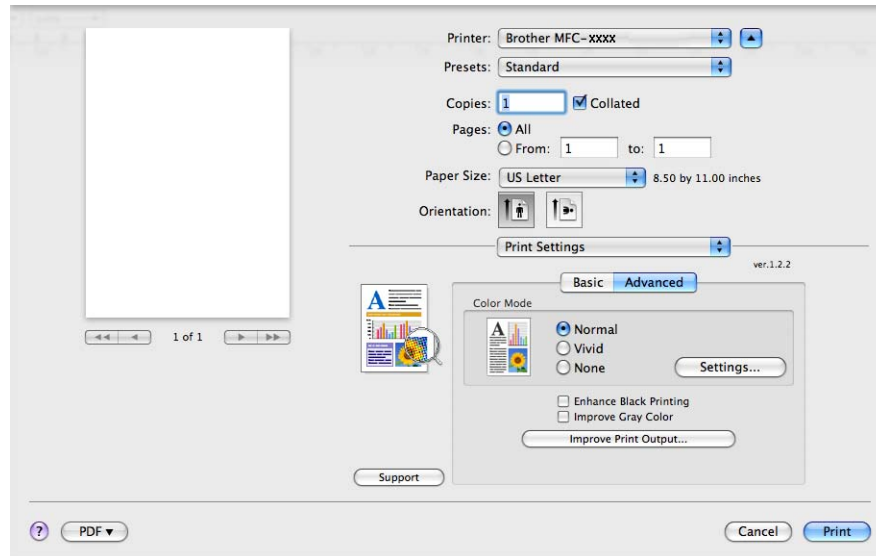 Printer: Brother MFC-xxxx
Presets: Standard
Copies: 1 Collated
Pages: All
From: 1 to: 1
Paper Size: US Letter 8.50 by 11.00 inches
Orientation:
Print Settings
ver.1.2.2
Basic Advanced
Color Mode
A
A
Normal
Vivid
None
Settings...
1 of 1
Enhance Black Printing
Improve Gray Color
Improve Print Output...
Support
? PDF
Cancel Print